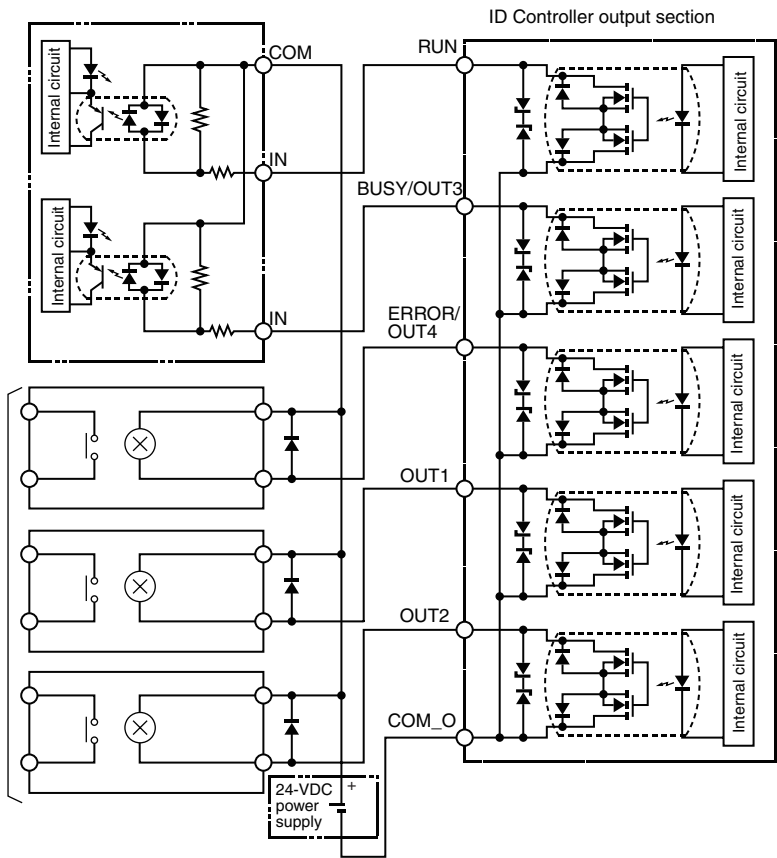 ID Controller output section
COM
RUN
Internal circuit
Internal circuit
IN
BUSY/OUT3
Internal circuit
Internal circuit
IN
ERROR/
OUT4
Internal circuit
OUT1
Internal circuit
OUT2
Internal circuit
COM_O
24-VDC
power
supply
+